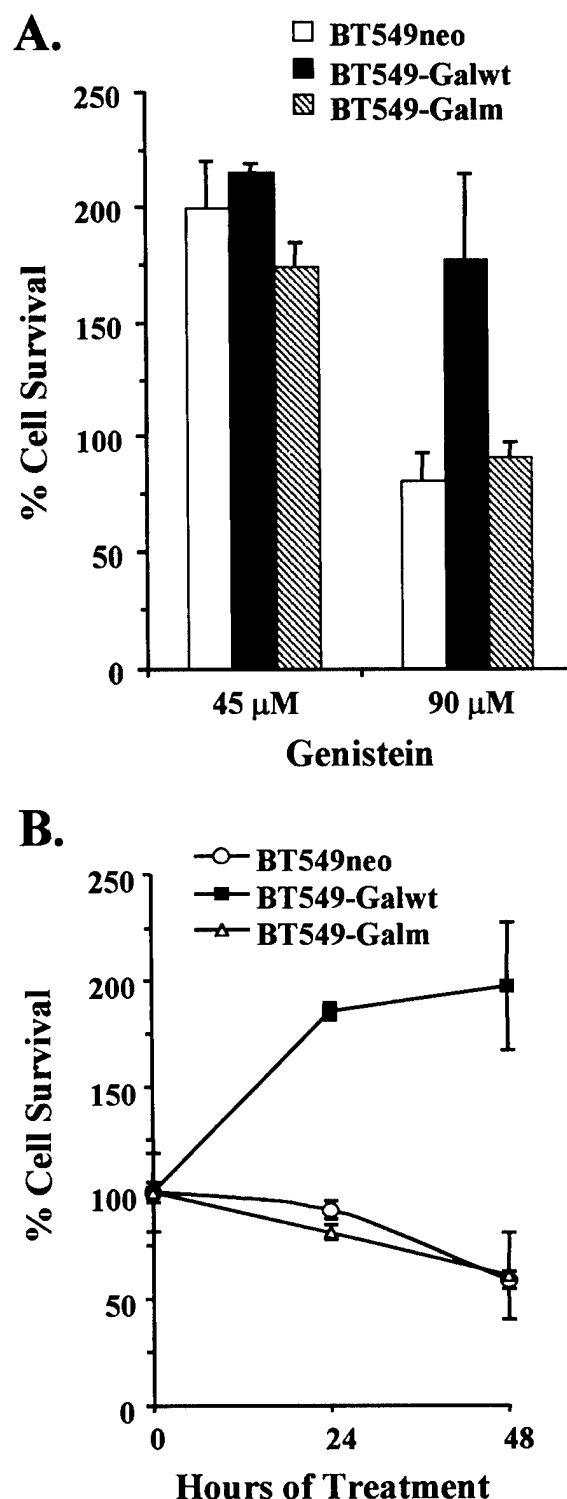 A.
BT549neo
BT549-Galwt
BT549-Galm
250
200
150
100
50
0
% Cell Survival
45 μM
90 μM
Genistein
B.
BT549neo
BT549-Galwt
BT549-Galm
250
200
150
100
50
0
% Cell Survival
0
24
48
Hours of Treatment